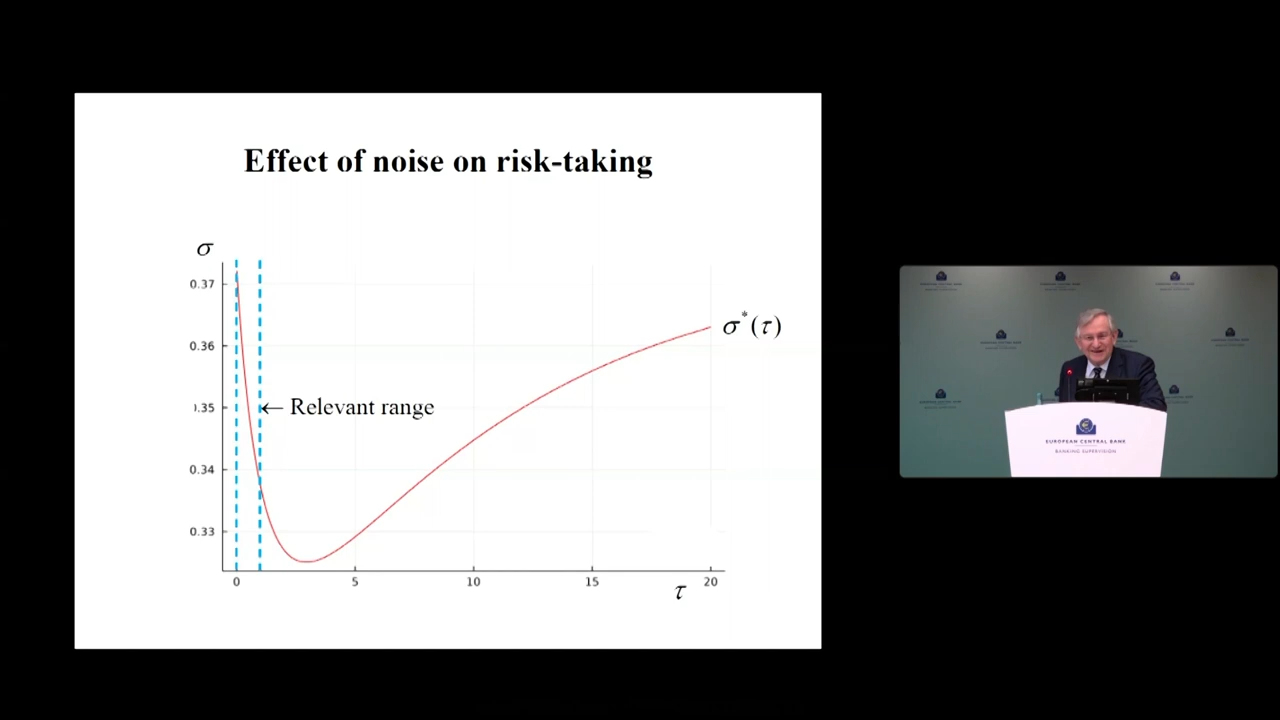 Effect of noise on risk-taking
σ
0.37
0.36
0.35
0.34
0.33
← Relevant range
σ*(τ)
0
5
10
15
20
τ
EUROPEAN CENTRAL BANK
BANKING SUPERVISION